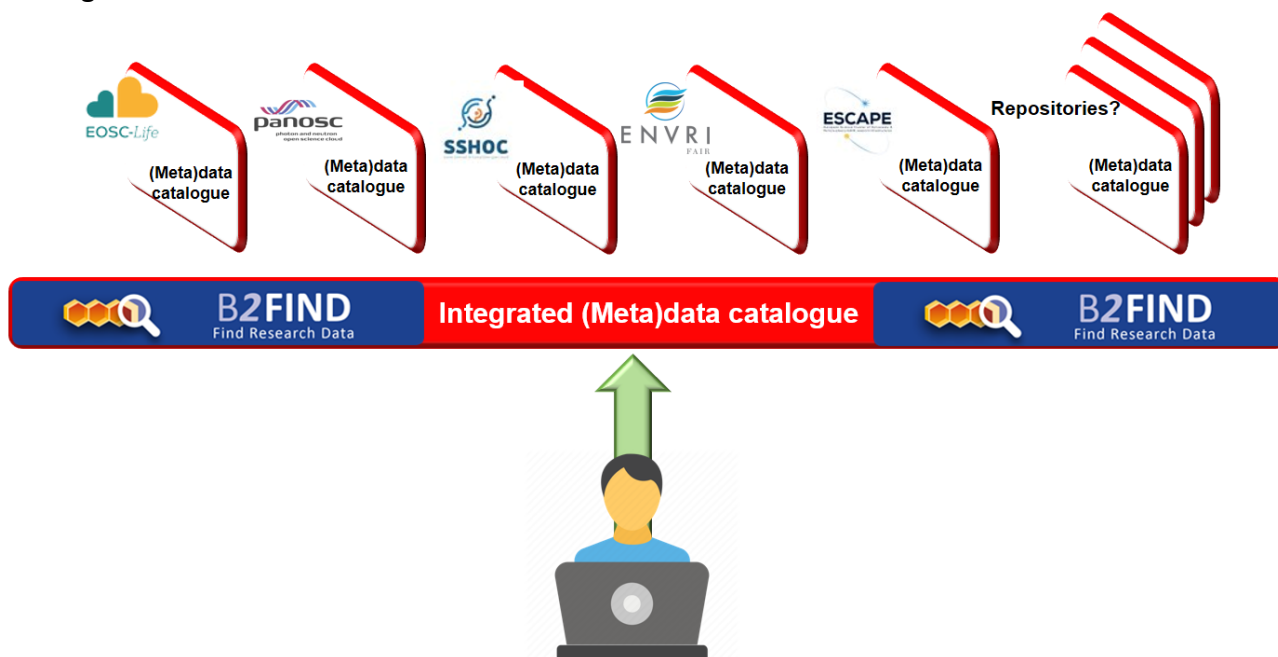 EOSC-Life
(Meta)data
catalogue
panosc
photon and neutron
open science cloud
(Meta)data
catalogue
SSHOC
(Meta)data
catalogue
ENVRI
FAIR
(Meta)data
catalogue
ESCAPE
(Meta)data
catalogue
Repositories?
(Meta)data
catalogue
B2FIND
Find Research Data
Integrated (Meta)data catalogue
B2FIND
Find Research Data